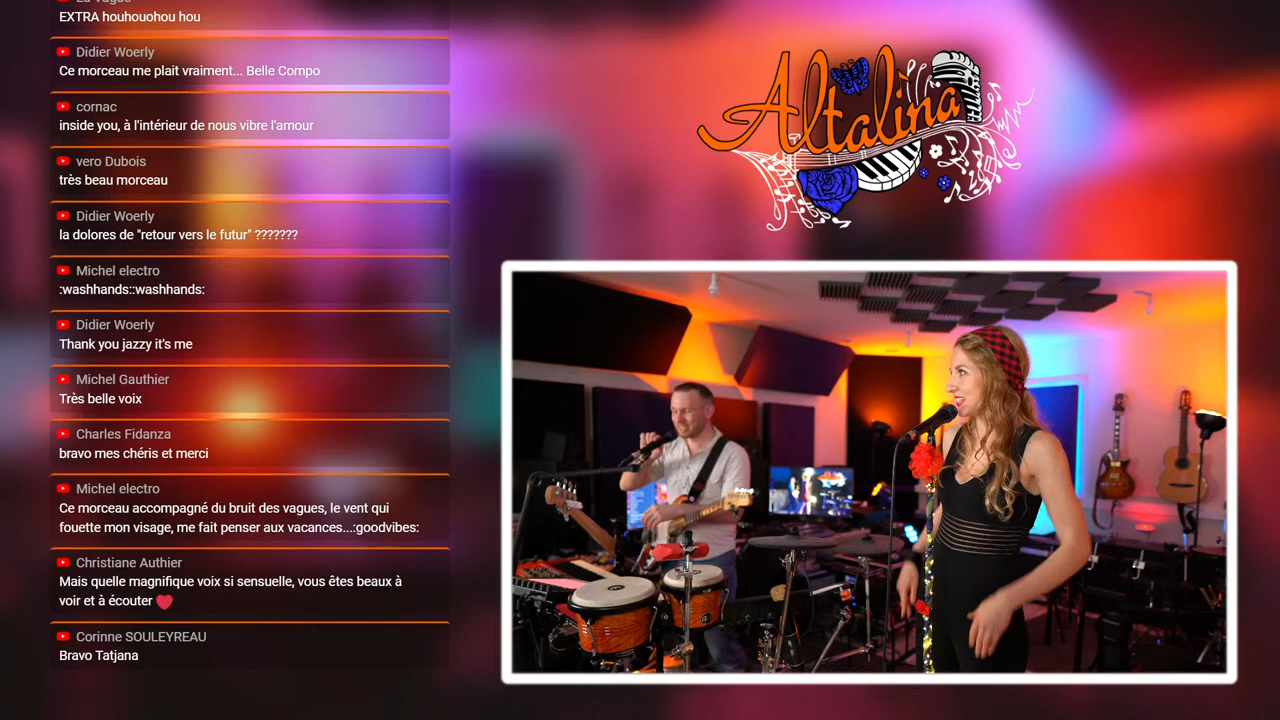 La Vague
EXTRA houhouohou hou
Didier Woerly
Ce morceau me plait vraiment... Belle Compo
cornac
inside you, à l'intérieur de nous vibre l'amour
vero Dubois
très beau morceau
Didier Woerly
la dolores de "retour vers le futur" ???????
Michel electro
:washhands::washhands:
Didier Woerly
Thank you jazzy it's me
Michel Gauthier
Très belle voix
Charles Fidanza
bravo mes chéris et merci
Michel electro
Ce morceau accompagné du bruit des vagues, le vent qui
fouette mon visage, me fait penser aux vacances...:goodvibes:
Christiane Authier
Mais quelle magnifique voix si sensuelle, vous êtes beaux à
voir et à écouter ❤
Corinne SOULEYREAU
Bravo Tatjana
Altalina